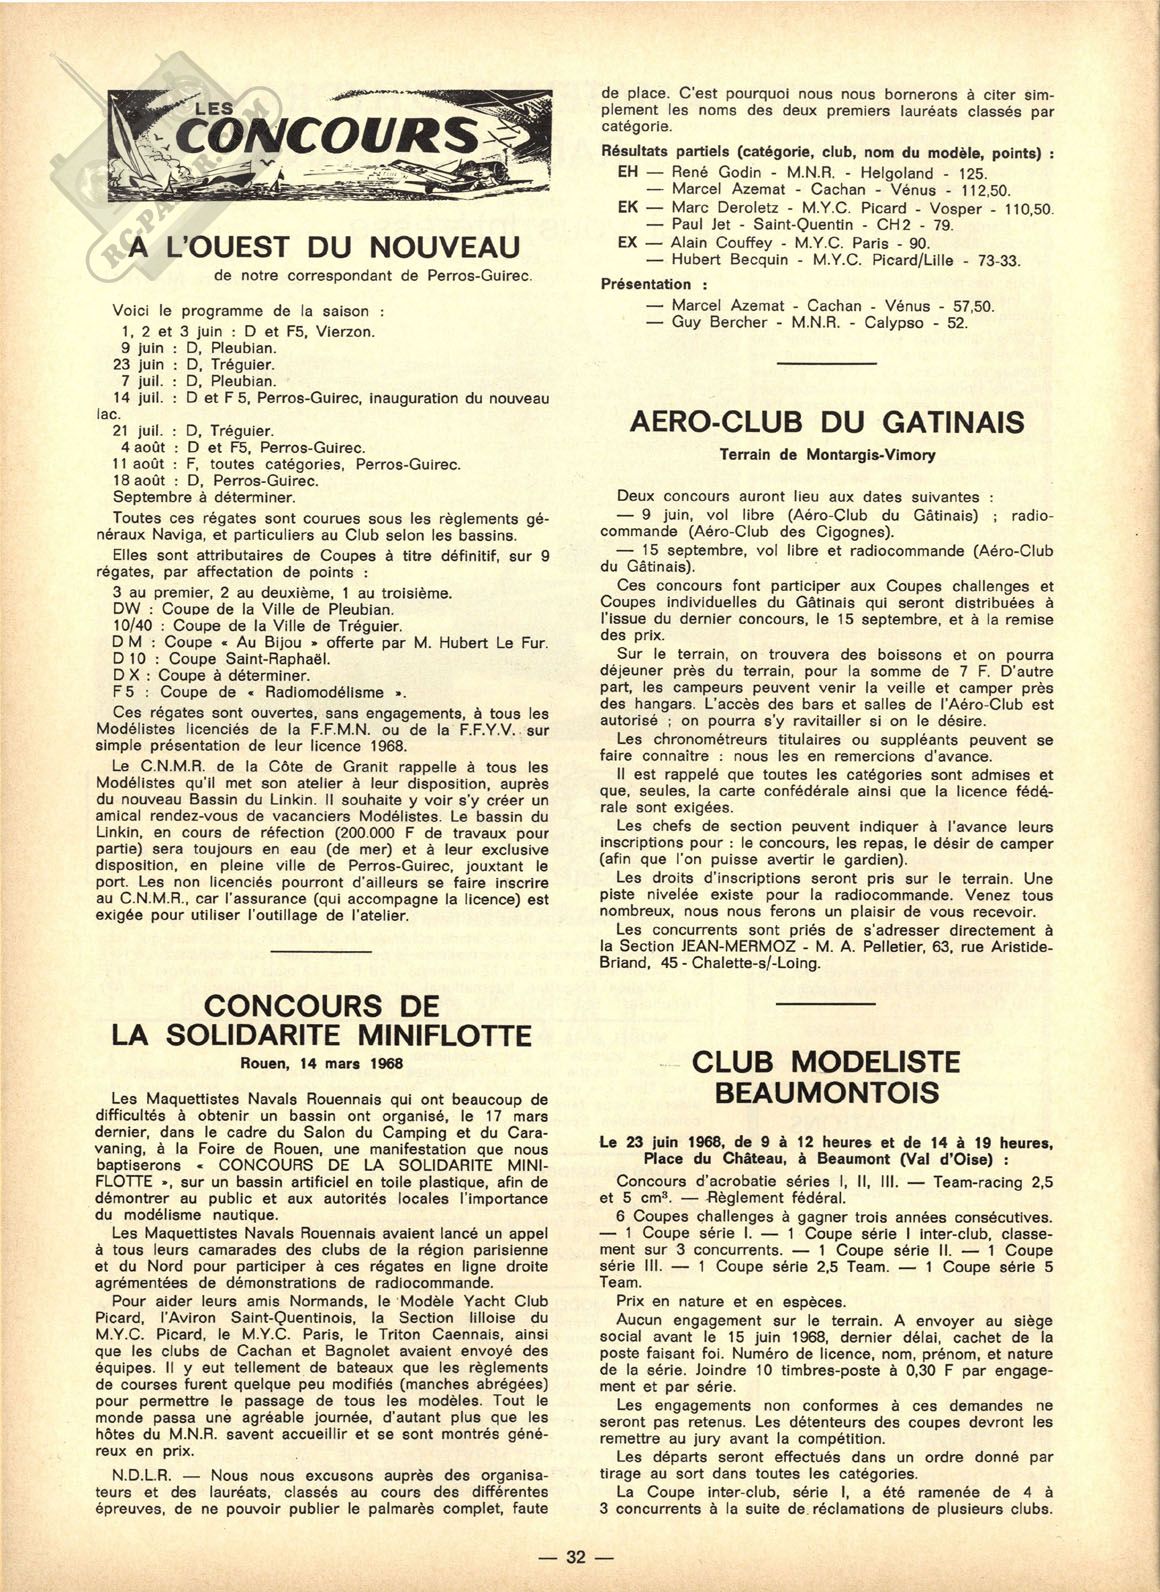 LES
CONCOURS
A L'OUEST DU NOUVEAU
de notre correspondant de Perros-Guirec.
Voici le programme de la saison :
1, 2 et 3 juin : D et F5, Vierzon.
9 juin : D, Pleubian.
23 juin : D, Tréguier.
7 juil. : D, Pleubian.
14 juil. : D et F 5, Perros-Guirec, inauguration du nouveau
lac.
21 juil. : D, Tréguier.
4 août : D et F5, Perros-Guirec.
11 août : F, toutes catégories, Perros-Guirec.
18 août : D, Perros-Guirec.
Septembre à déterminer.
Toutes ces régates sont courues sous les règlements gé-
néraux Naviga, et particuliers au Club selon les bassins.
Elles sont attributaires de Coupes à titre définitif, sur 9
régates, par affectation de points :
3 au premier, 2 au deuxième, 1 au troisième.
DW : Coupe de la Ville de Pleubian.
10/40 : Coupe de la Ville de Tréguier.
D M : Coupe « Au Bijou » offerte par M. Hubert Le Fur.
D 10 : Coupe Saint-Raphaël.
D X : Coupe à déterminer.
F 5 : Coupe de « Radiomodélisme ».
Ces régates sont ouvertes, sans engagements, à tous les
Modélistes licenciés de la F.F.M.N. ou de la F.F.Y.V. sur
simple présentation de leur licence 1968.
Le C.N.M.R. de la Côte de Granit rappelle à tous les
Modélistes qu'il met son atelier à leur disposition, auprès
du nouveau Bassin du Linkin. Il souhaite y voir s'y créer un
amical rendez-vous de vacanciers Modélistes. Le bassin du
Linkin, en cours de réfection (200.000 F de travaux pour
partie) sera toujours en eau (de mer) et à leur exclusive
disposition, en pleine ville de Perros-Guirec, jouxtant le
port. Les non licenciés pourront d'ailleurs se faire inscrire
au C.N.M.R., car l'assurance (qui accompagne la licence) est
exigée pour utiliser l'outillage de l'atelier.
CONCOURS DE
LA SOLIDARITE MINIFLOTTE
Rouen, 14 mars 1968
Les Maquettistes Navals Rouennais qui ont beaucoup de
difficultés à obtenir un bassin ont organisé, le 17 mars
dernier, dans le cadre du Salon du Camping et du Cara-
vaning, à la Foire de Rouen, une manifestation que nous
baptiserons « CONCOURS DE LA SOLIDARITE MINI-
FLOTTE », sur un bassin artificiel en toile plastique, afin de
démontrer au public et aux autorités locales l'importance
du modélisme nautique.
Les Maquettistes Navals Rouennais avaient lancé un appel
à tous leurs camarades des clubs de la région parisienne
et du Nord pour participer à ces régates en ligne droite
agrémentées de démonstrations de radiocommande.
Pour aider leurs amis Normands, le Modèle Yacht Club
Picard, l'Aviron Saint-Quentinois, la Section lilloise du
M.Y.C. Picard, le M.Y.C. Paris, le Triton Caennais, ainsi
que les clubs de Cachan et Bagnolet avaient envoyé des
équipes. Il y eut tellement de bateaux que les règlements
de courses furent quelque peu modifiés (manches abrégées)
pour permettre le passage de tous les modèles. Tout le
monde passa une agréable journée, d'autant plus que les
hôtes du M.N.R. savent accueillir et se sont montrés géné-
reux en prix.
N.D.L.R. — Nous nous excusons auprès des organisa-
teurs et des lauréats, classés au cours des différentes
épreuves, de ne pouvoir publier le palmarès complet, faute
de place. C'est pourquoi nous nous bornerons à citer sim-
plement les noms des deux premiers lauréats classés par
catégorie.
Résultats partiels (catégorie, club, nom du modèle, points) :
EH — René Godin - M.N.R. - Helgoland - 125.
— Marcel Azemat - Cachan - Vénus - 112,50.
EK — Marc Deroletz - M.Y.C. Picard - Vosper - 110,50.
— Paul Jet - Saint-Quentin - CH 2 - 79.
EX — Alain Couffey - M.Y.C. Paris - 90.
— Hubert Becquin - M.Y.C. Picard/Lille - 73-33.
Présentation :
— Marcel Azemat - Cachan - Vénus - 57,50.
— Guy Bercher - M.N.R. - Calypso - 52.
AERO-CLUB DU GATINAIS
Terrain de Montargis-Vimory
Deux concours auront lieu aux dates suivantes :
— 9 juin, vol libre (Aéro-Club du Gâtinais) ; radio-
commande (Aéro-Club des Cigognes).
— 15 septembre, vol libre et radiocommande (Aéro-Club
du Gâtinais).
Ces concours font participer aux Coupes challenges et
Coupes individuelles du Gâtinais qui seront distribuées à
l'issue du dernier concours, le 15 septembre, et à la remise
des prix.
Sur le terrain, on trouvera des boissons et on pourra
déjeuner près du terrain, pour la somme de 7 F. D'autre
part, les campeurs peuvent venir la veille et camper près
des hangars. L'accès des bars et salles de l'Aéro-Club est
autorisé ; on pourra s'y ravitailler si on le désire.
Les chronométreurs titulaires ou suppléants peuvent se
faire connaître : nous les en remercions d'avance.
Il est rappelé que toutes les catégories sont admises et
que, seules, la carte confédérale ainsi que la licence fédé-
rale sont exigées.
Les chefs de section peuvent indiquer à l'avance leurs
inscriptions pour : le concours, les repas, le désir de camper
(afin que l'on puisse avertir le gardien).
Les droits d'inscriptions seront pris sur le terrain. Une
piste nivelée existe pour la radiocommande. Venez tous
nombreux, nous nous ferons un plaisir de vous recevoir.
Les concurrents sont priés de s'adresser directement à
la Section JEAN-MERMOZ - M. A. Pelletier, 63, rue Aristide-
Briand, 45 - Chalette-s/-Loing.
CLUB MODELISTE
BEAUMONTOIS
Le 23 juin 1968, de 9 à 12 heures et de 14 à 19 heures,
Place du Château, à Beaumont (Val d'Oise) :
Concours d'acrobatie séries I, II, III. — Team-racing 2,5
et 5 cm³. — Règlement fédéral.
6 Coupes challenges à gagner trois années consécutives.
— 1 Coupe série I. — 1 Coupe série I inter-club, classe-
ment sur 3 concurrents. — 1 Coupe série II. — 1 Coupe
série III. — 1 Coupe série 2,5 Team. — 1 Coupe série 5
Team.
Prix en nature et en espèces.
Aucun engagement sur le terrain. A envoyer au siège
social avant le 15 juin 1968, dernier délai, cachet de la
poste faisant foi. Numéro de licence, nom, prénom, et nature
de la série. Joindre 10 timbres-poste à 0,30 F par engage-
ment et par série.
Les engagements non conformes à ces demandes ne
seront pas retenus. Les détenteurs des coupes devront les
remettre au jury avant la compétition.
Les départs seront effectués dans un ordre donné par
tirage au sort dans toutes les catégories.
La Coupe inter-club, série I, a été ramenée de 4 à
3 concurrents à la suite de réclamations de plusieurs clubs.
— 32 —